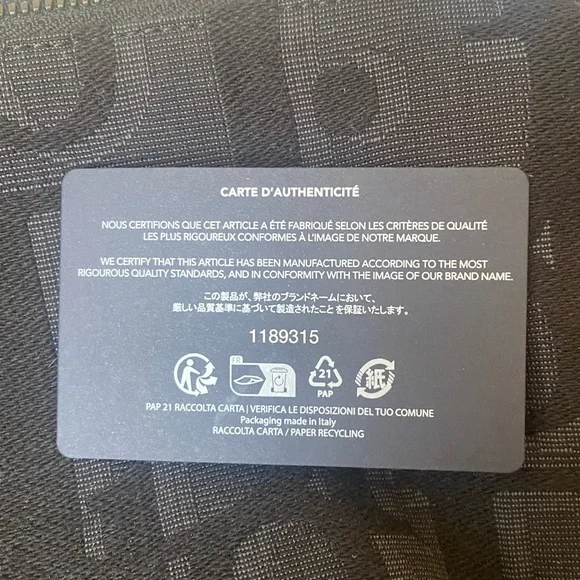 CARTE D'AUTHENTICITÉ
NOUS CERTIFIONS QUE CET ARTICLE A ÉTÉ FABRIQUÉ SELON LES CRITÈRES DE QUALITÉ
LES PLUS RIGOUREUX CONFORMES À L'IMAGE DE NOTRE MARQUE.
WE CERTIFY THAT THIS ARTICLE HAS BEEN MANUFACTURED ACCORDING TO THE MOST
RIGOUROUS QUALITY STANDARDS, AND IN CONFORMITY WITH THE IMAGE OF OUR BRAND NAME.
この製品が、弊社のブランドネームにおいて、
厳しい品質基準に基づいて製造されたことを保証いたします。
1189315
FR
21
PAP
紙
PAP 21 RACCOLTA CARTA | VERIFICA LE DISPOSIZIONI DEL TUO COMUNE
Packaging made in Italy
RACCOLTA CARTA / PAPER RECYCLING